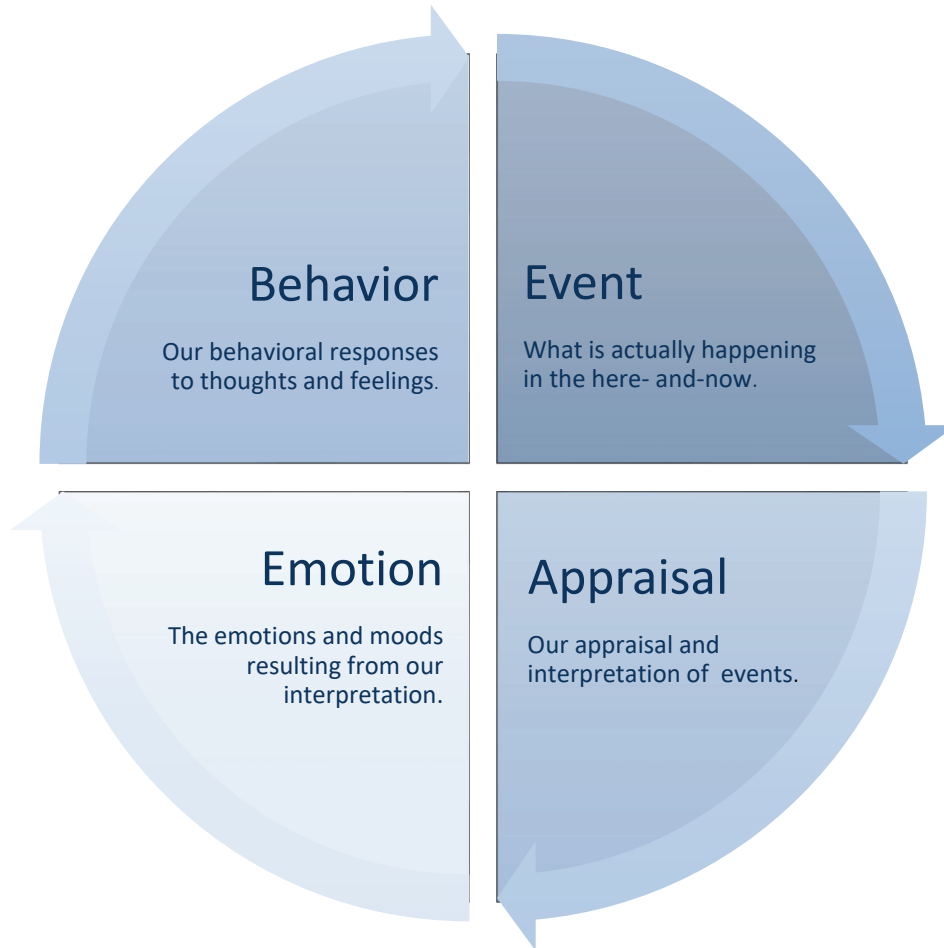 Behavior
Our behavioral responses
to thoughts and feelings.
Event
What is actually happening
in the here- and-now.
Emotion
The emotions and moods
resulting from our
interpretation.
Appraisal
Our appraisal and
interpretation of  events.